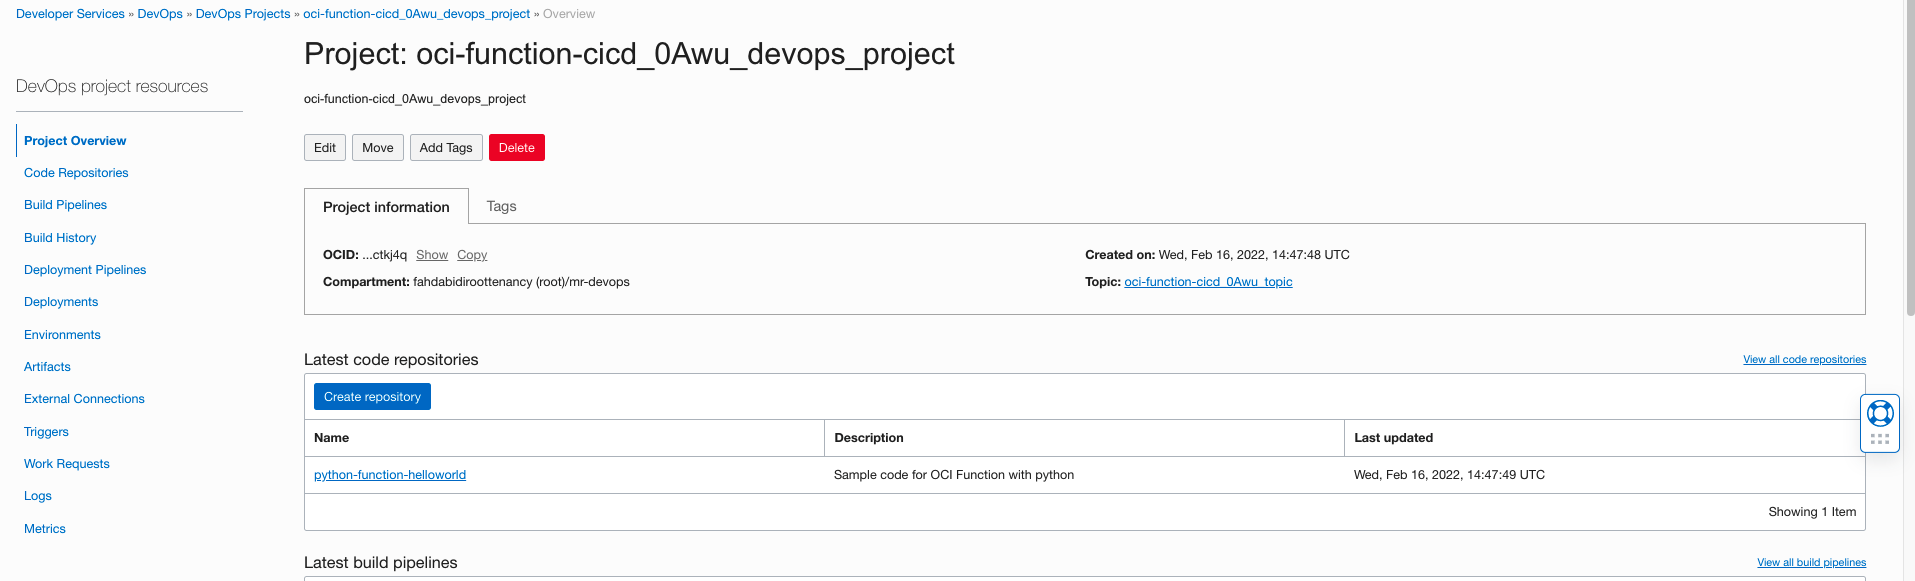 Developer Services » DevOps » DevOps Projects » oci-function-cicd_0Awu_devops_project » Overview
DevOps project resources
Project Overview
Code Repositories
Build Pipelines
Build History
Deployment Pipelines
Deployments
Environments
Artifacts
External Connections
Triggers
Work Requests
Logs
Metrics
Project: oci-function-cicd_0Awu_devops_project
oci-function-cicd_0Awu_devops_project
Edit Move Add Tags Delete
Project information Tags
OCID: ...ctkj4q Show Copy
Compartment: fahdabidiroottenancy (root)/mr-devops
Created on: Wed, Feb 16, 2022, 14:47:48 UTC
Topic: oci-function-cicd_0Awu_topic
Latest code repositories View all code repositories
Create repository
Name Description Last updated
python-function-helloworld Sample code for OCI Function with python Wed, Feb 16, 2022, 14:47:49 UTC
Showing 1 Item
Latest build pipelines View all build pipelines